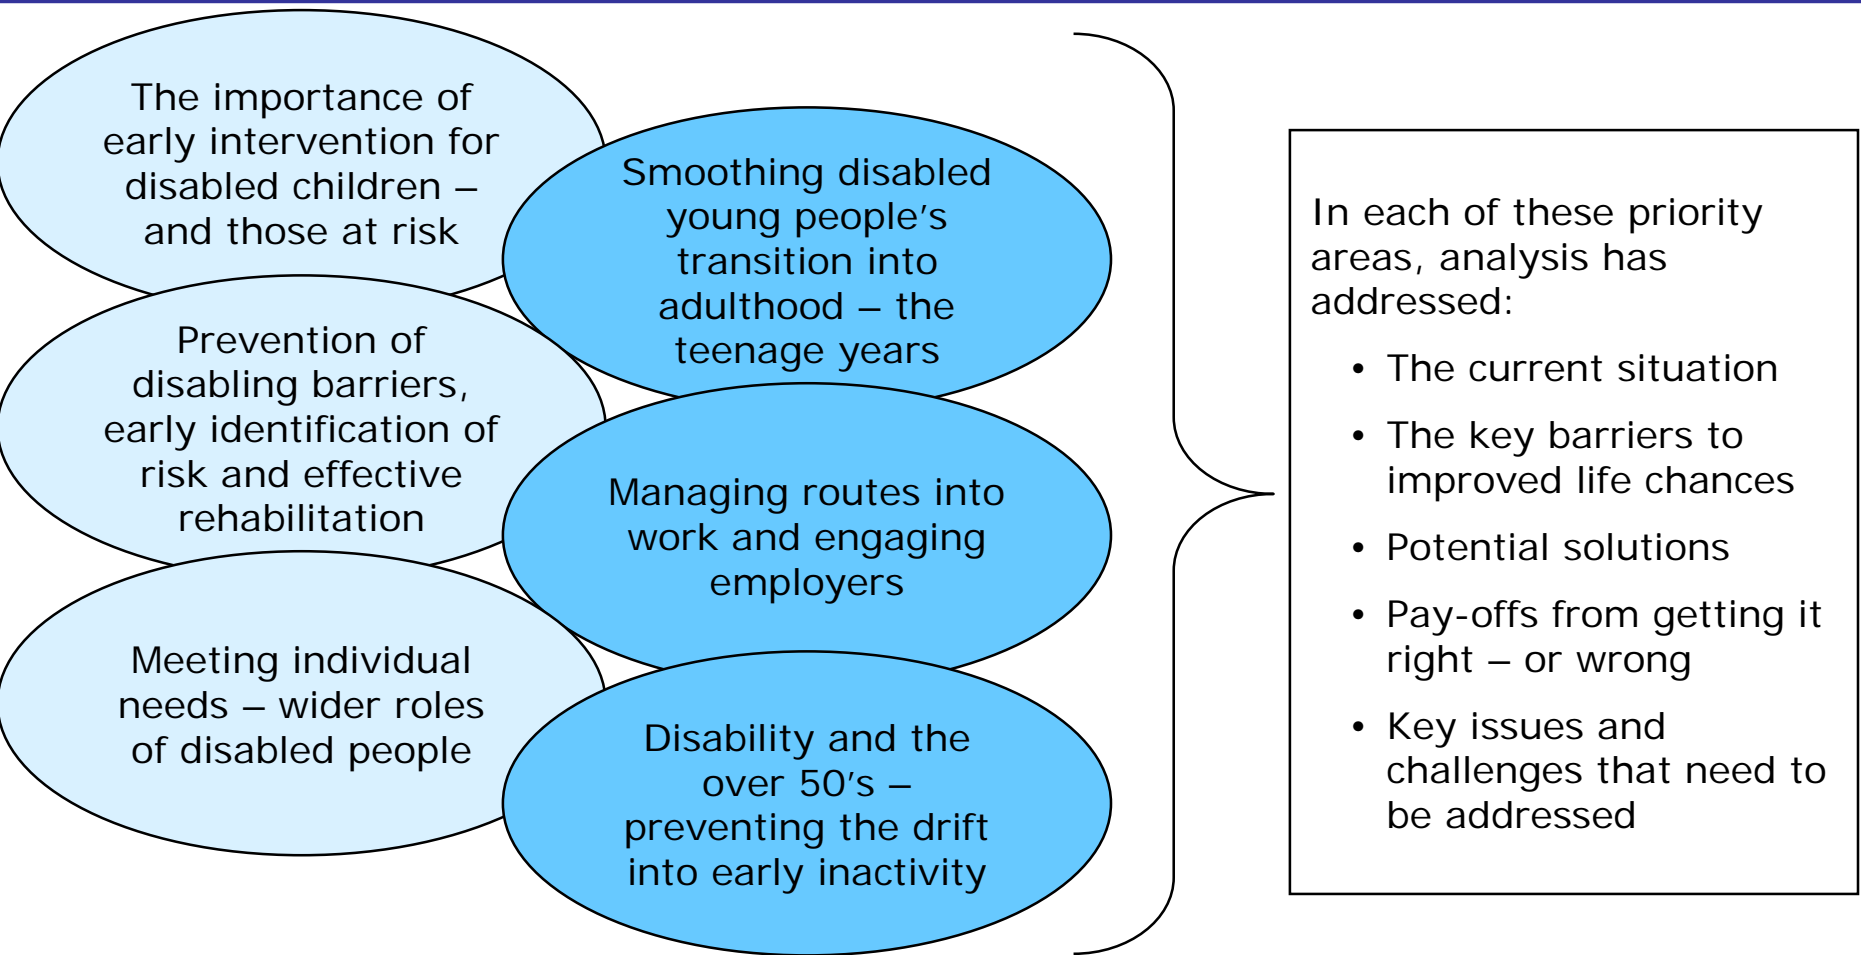 The importance of
early intervention for
disabled children –
and those at risk
Smoothing disabled
young people’s
transition into
adulthood – the
teenage years
Prevention of
disabling barriers,
early identification of
risk and effective
rehabilitation
Managing routes into
work and engaging
employers
Meeting individual
needs – wider roles
of disabled people
Disability and the
over 50’s –
preventing the drift
into early inactivity
In each of these priority
areas, analysis has
addressed:
• The current situation
• The key barriers to
improved life chances
• Potential solutions
• Pay-offs from getting it
right – or wrong
• Key issues and
challenges that need to
be addressed